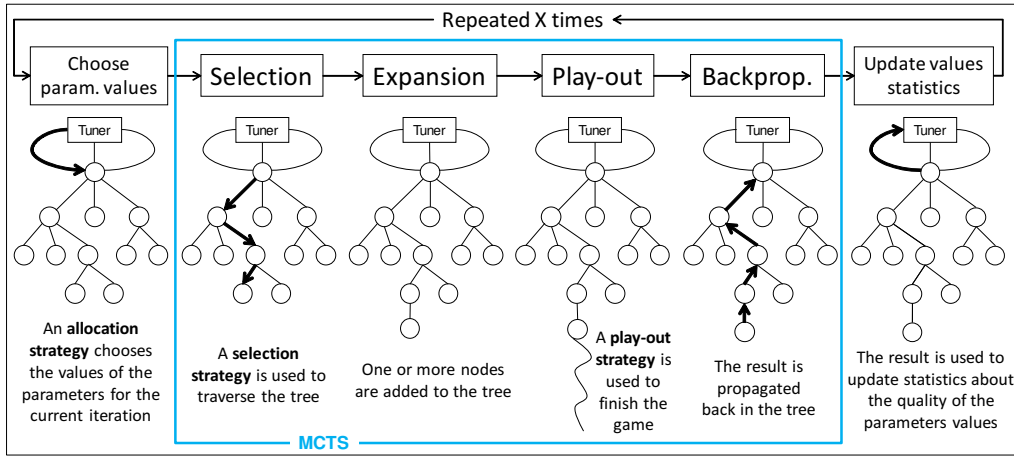 Repeated X times
Choose
param. values
Selection
Expansion
Play-out
Backprop.
Update values
statistics
Tuner
Tuner
Tuner
Tuner
Tuner
Tuner
An allocation
strategy chooses
the values of the
parameters for the
current iteration
A selection
strategy is used to
traverse the tree
One or more nodes
are added to the tree
A play-out
strategy is
used to
finish the
game
The result is
propagated
back in the tree
The result is used to
update statistics about
the quality of the
parameters values
MCTS